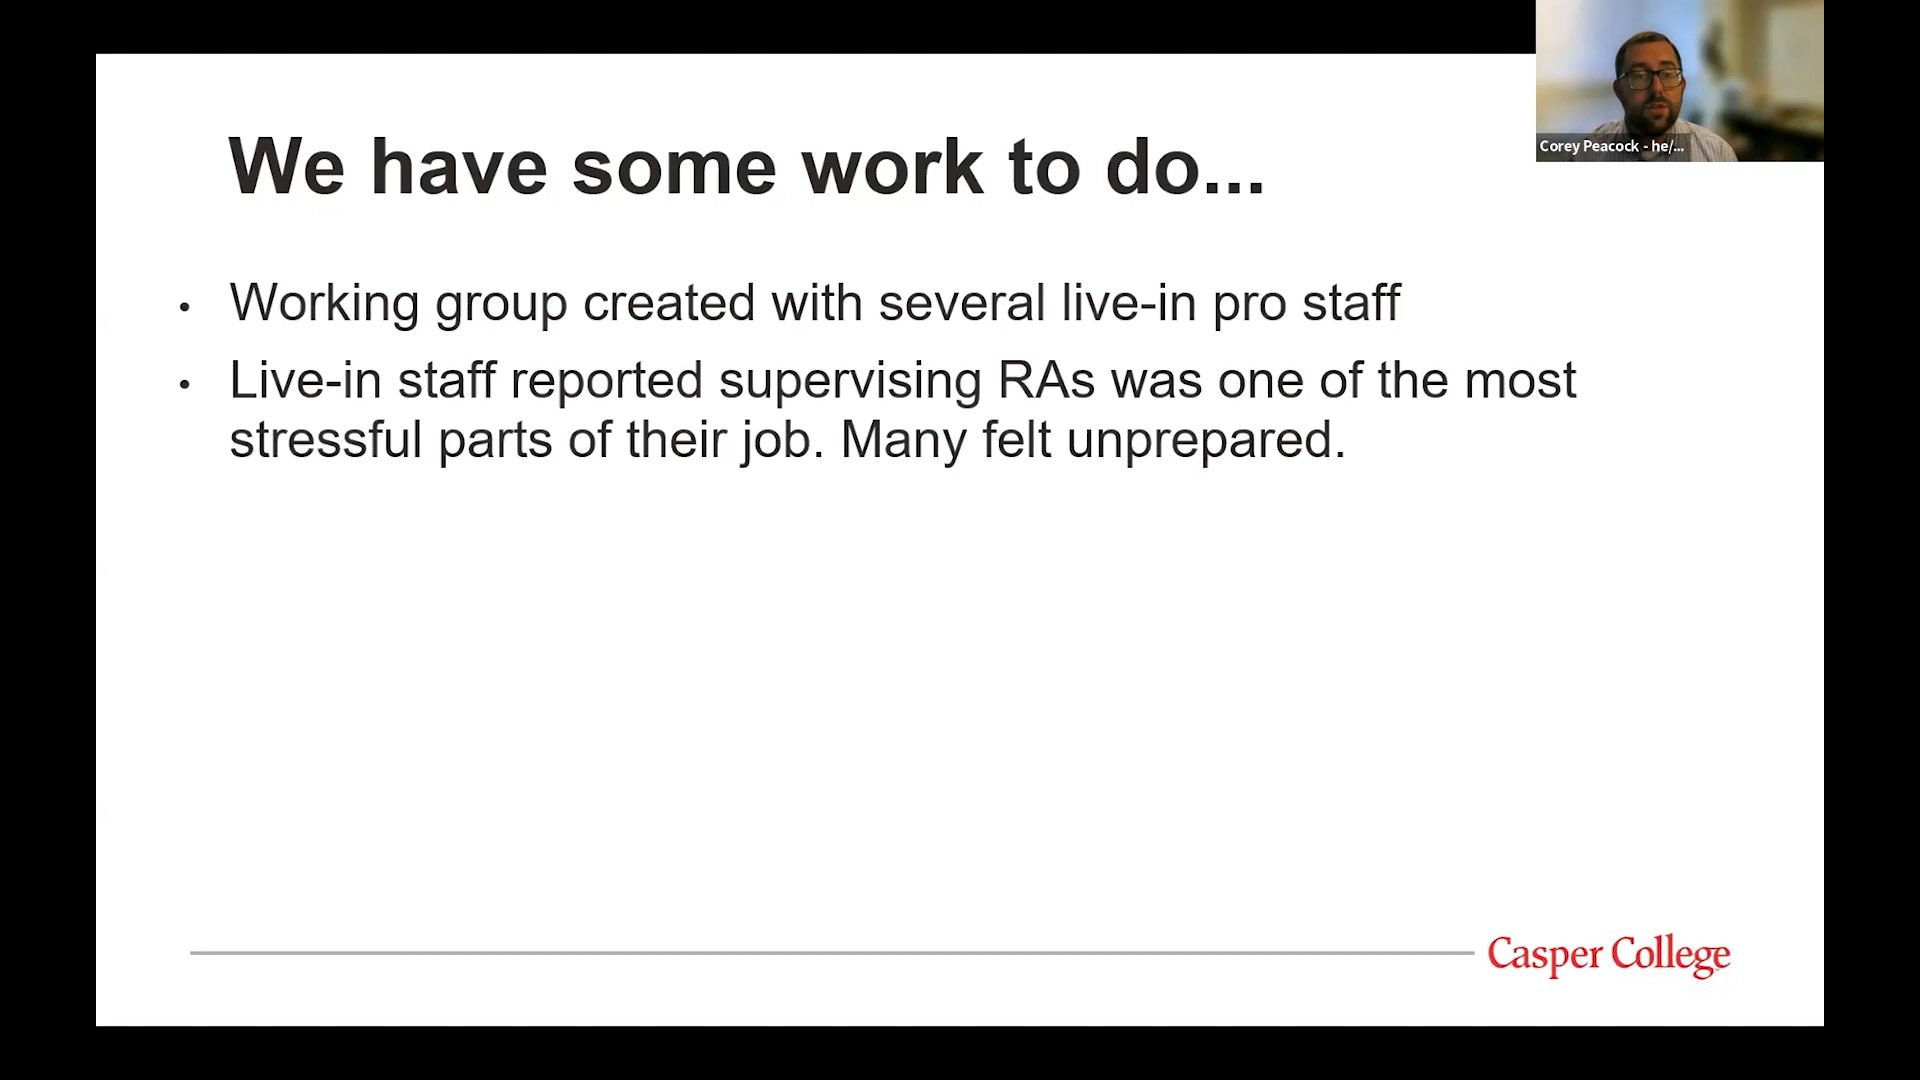 Corey Peacock - he/...
We have some work to do...
• Working group created with several live-in pro staff
• Live-in staff reported supervising RAs was one of the most
stressful parts of their job. Many felt unprepared.
Casper College